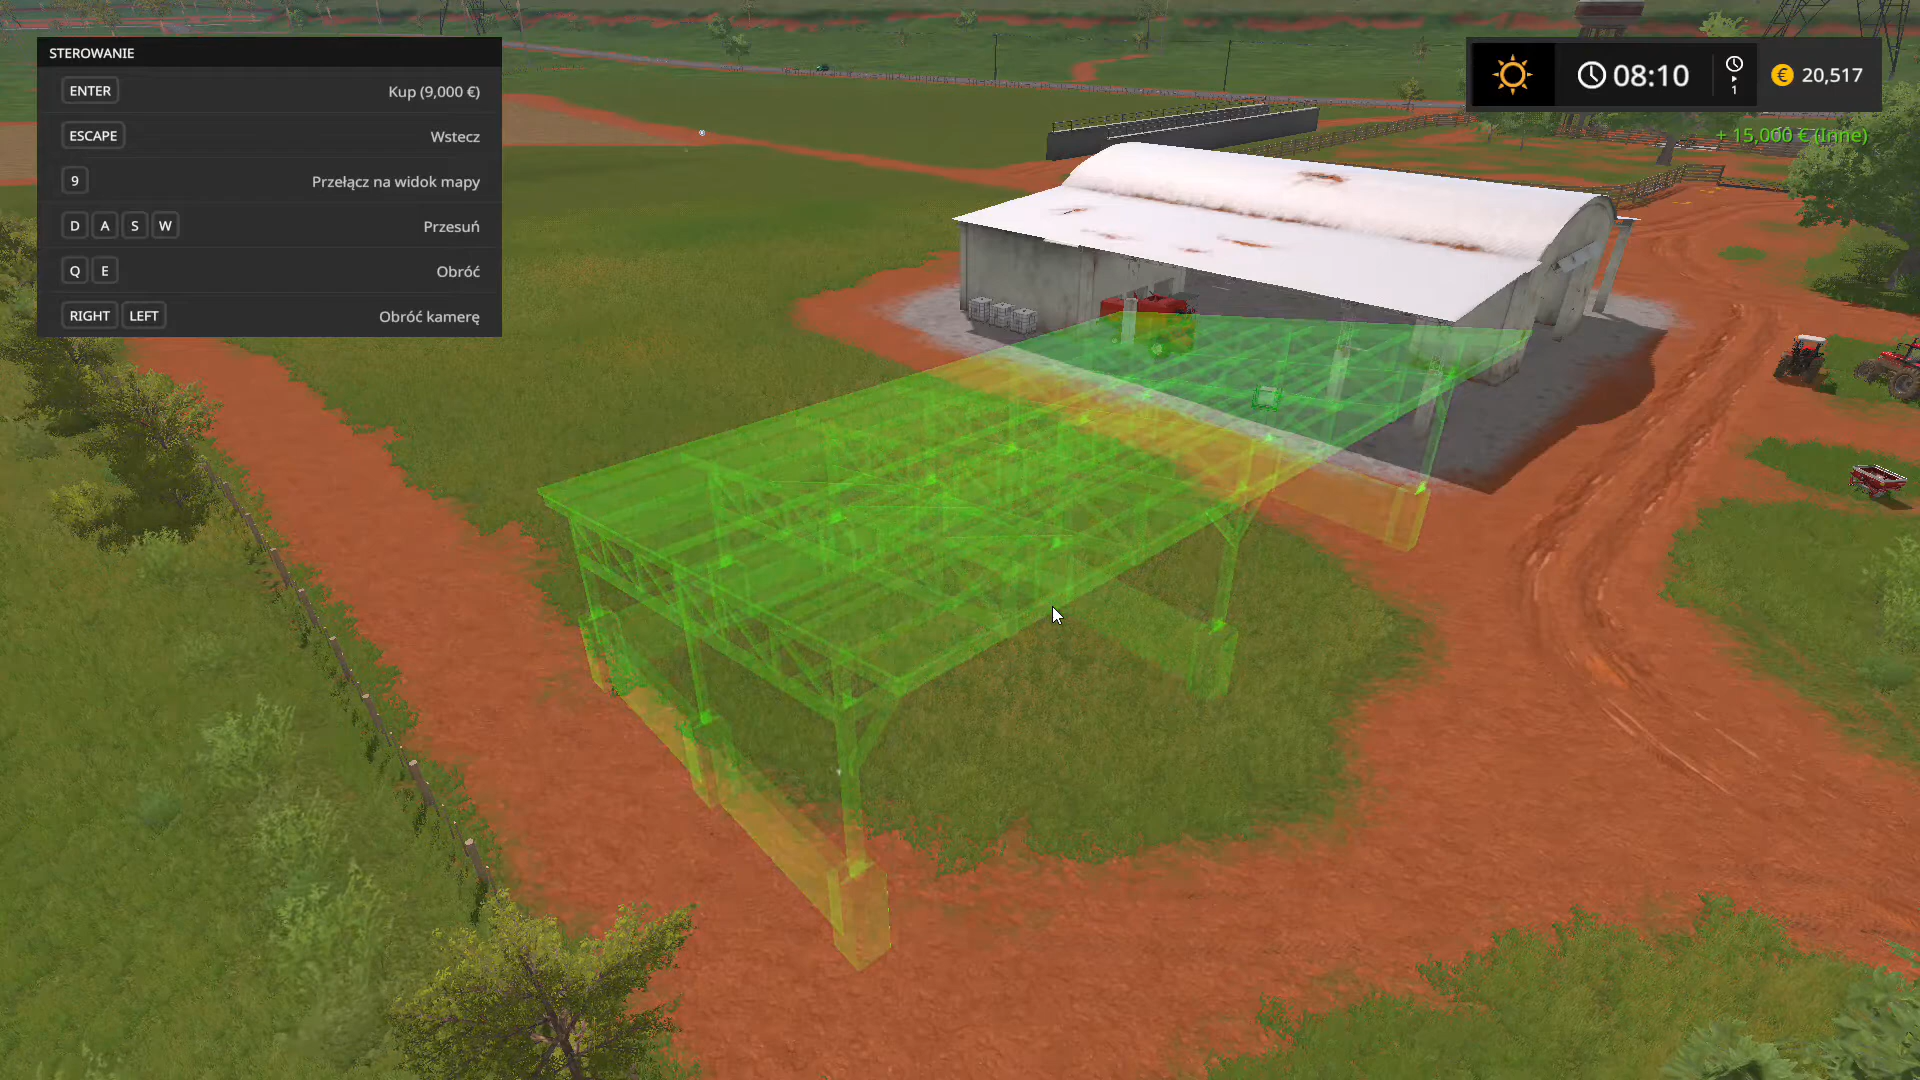 STEROWANIE
ENTER Kup (9,000 €)
ESCAPE Wstecz
9 Przełącz na widok mapy
D A S W Przesuń
Q E Obróć
RIGHT LEFT Obróć kamerę
08:10 1 € 20,517
+ 15,000 € (Inne)